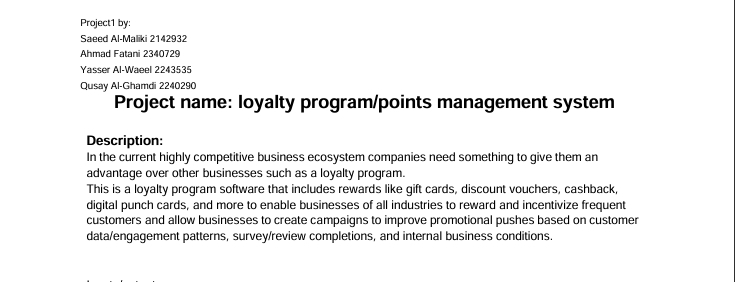 Project1 by:
Saeed Al-Maliki 2142932
Ahmad Fatani 2340729
Yasser Al-Waeel 2243535
Qusay Al-Ghamdi 2240290
Project name: loyalty program/points management system
Description:
In the current highly competitive business ecosystem companies need something to give them an
advantage over other businesses such as a loyalty program.
This is a loyalty program software that includes rewards like gift cards, discount vouchers, cashback,
digital punch cards, and more to enable businesses of all industries to reward and incentivize frequent
customers and allow businesses to create campaigns to improve promotional pushes based on customer
data/engagement patterns, survey/review completions, and internal business conditions.